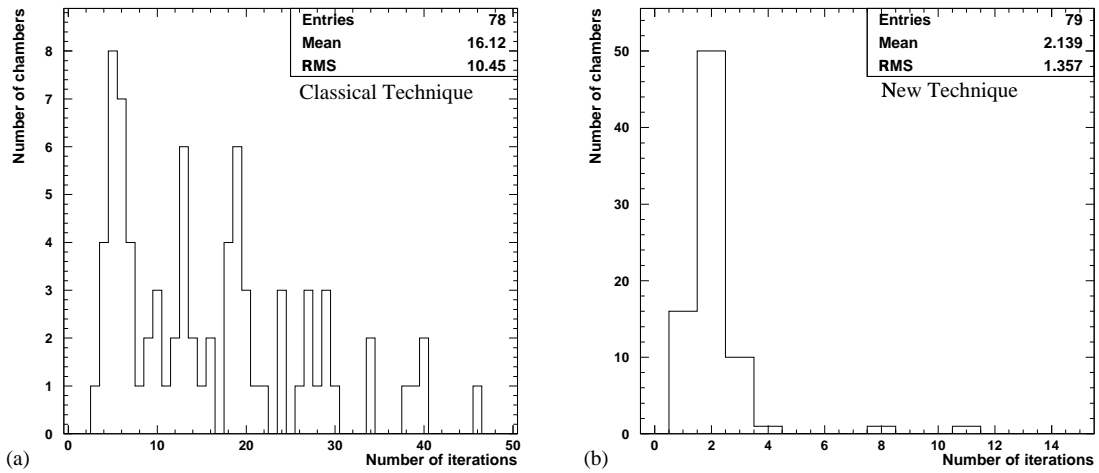 Entries 78
Mean 16.12
RMS 10.45
Classical Technique
Number of chambers
8
7
6
5
4
3
2
1
0
0 10 20 30 40 50
Number of iterations
(a)
Entries 79
Mean 2.139
RMS 1.357
New Technique
Number of chambers
50
40
30
20
10
0
0 2 4 6 8 10 12 14
Number of iterations
(b)